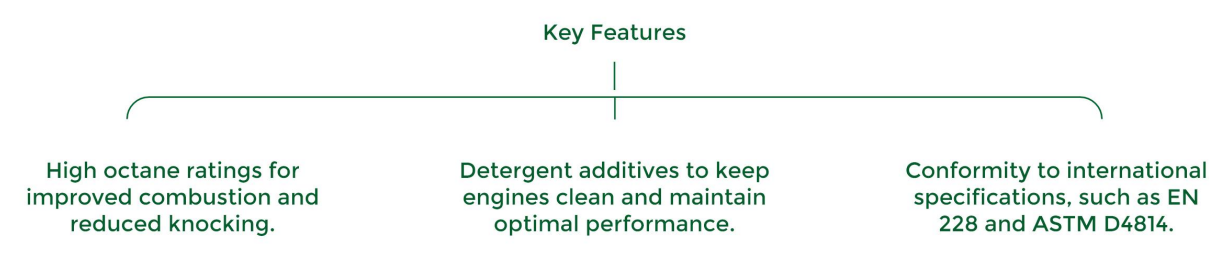 Key Features
High octane ratings for
improved combustion and
reduced knocking.
Detergent additives to keep
engines clean and maintain
optimal performance.
Conformity to international
specifications, such as EN
228 and ASTM D4814.